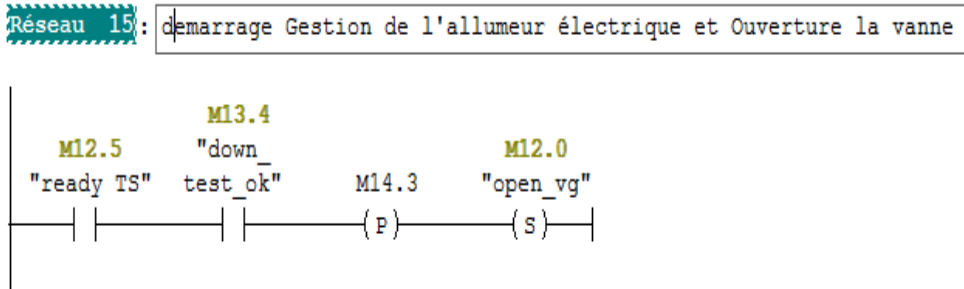 Réseau 15: demarrage Gestion de l'allumeur électrique et Ouverture la vanne
M13.4
M12.5 "down_ M12.0
"ready TS" test_ok" M14.3 "open_vg"
P S